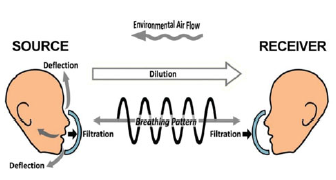 Environmental Air Flow
SOURCE
RECEIVER
Deflection
Dilution
Breathing Pattern
Filtration
Filtration
Deflection